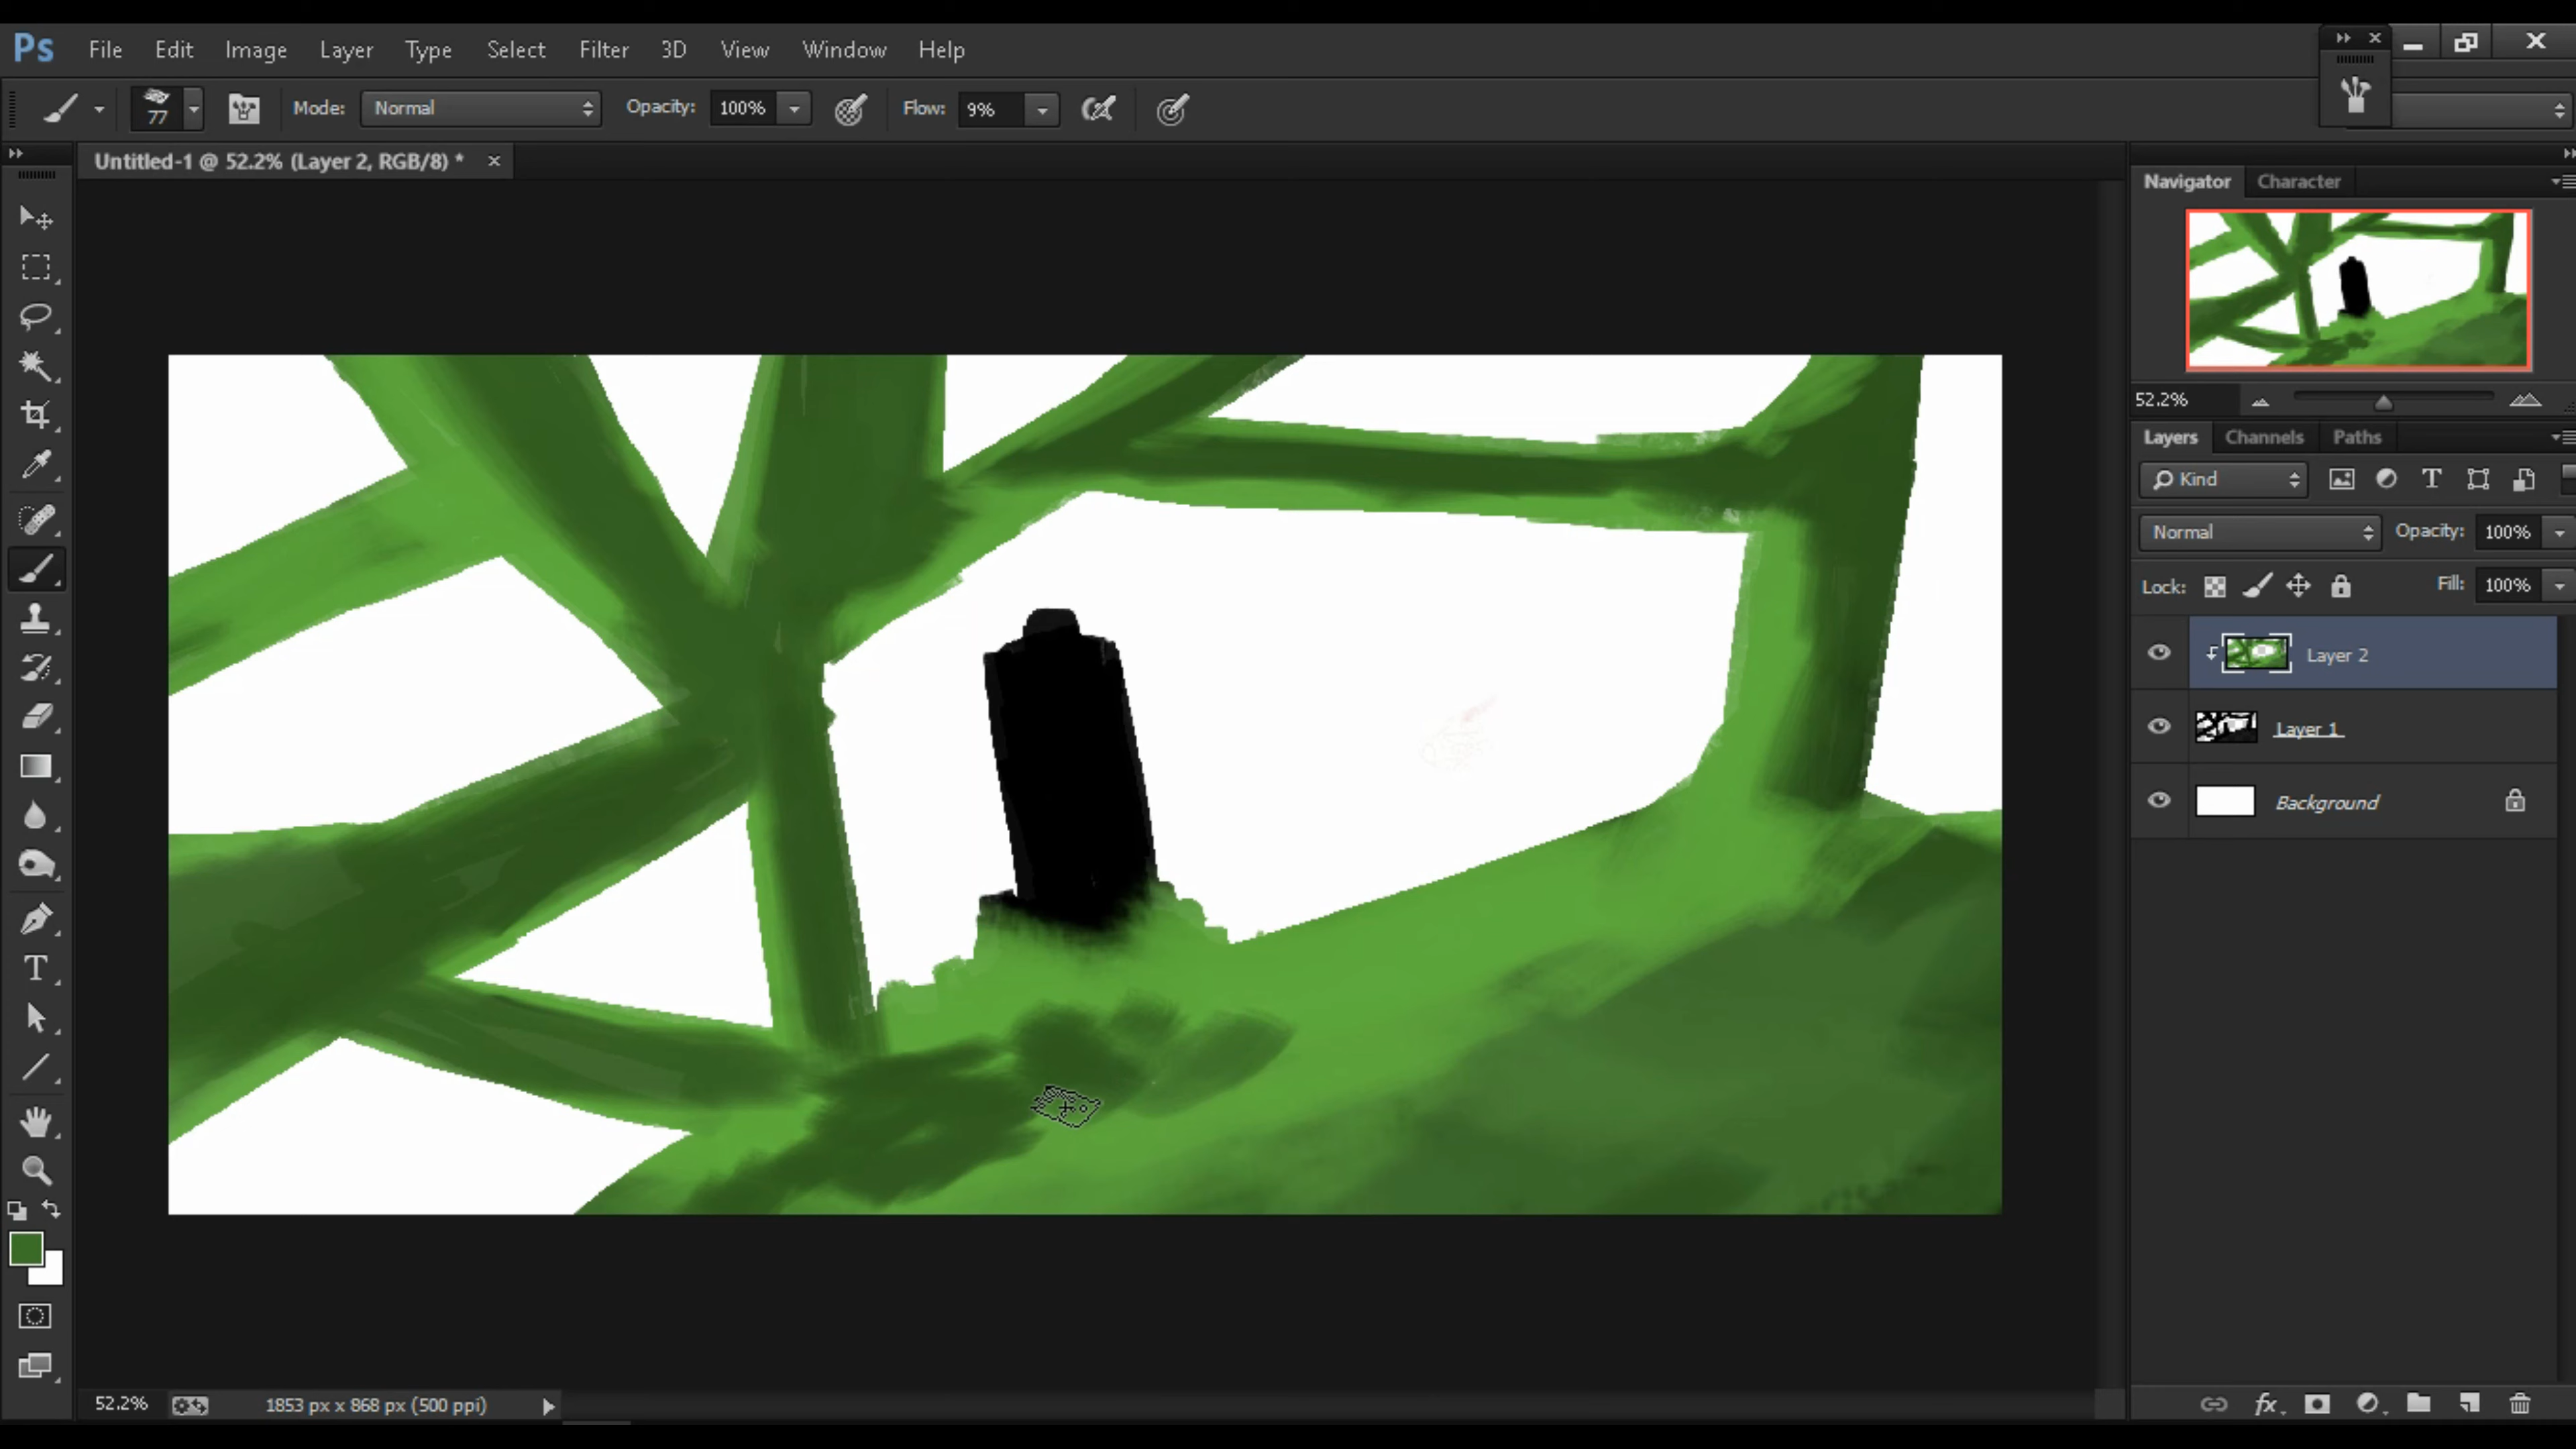 Ps File Edit Image Layer Type Select Filter 3D View Window Help
77 Mode: Normal Opacity: 100% Flow: 9%
Untitled-1 @ 52.2% (Layer 2, RGB/8) *
Navigator Character
52.2%
Layers Channels Paths
Kind
Normal Opacity: 100%
Lock: Fill: 100%
Layer 2
Layer 1
Background
52.2% 1853 px x 868 px (500 ppi)